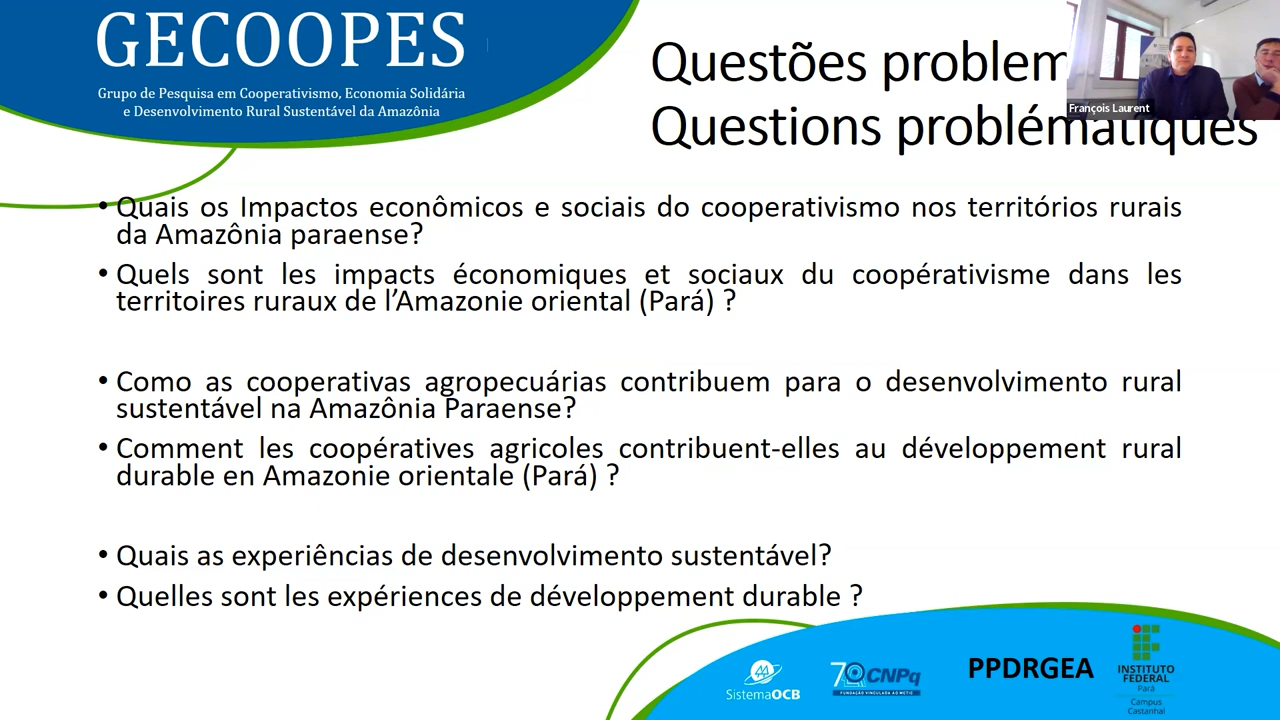 GECOOPES
Grupo de Pesquisa em Cooperativismo, Economia Solidária
e Desenvolvimento Rural Sustentável da Amazônia
Questões
Questions problématiques
François Laurent
• Quais os Impactos econômicos e sociais do cooperativismo nos territórios rurais
da Amazônia paraense?
• Quels sont les impacts économiques et sociaux du coopérativisme dans les
territoires ruraux de l’Amazonie oriental (Pará) ?
• Como as cooperativas agropecuárias contribuem para o desenvolvimento rural
sustentável na Amazônia Paraense?
• Comment les coopératives agricoles contribuent-elles au développement rural
durable en Amazonie orientale (Pará) ?
• Quais as experiências de desenvolvimento sustentável?
• Quelles sont les expériences de développement durable ?
SistemaOCB
70 CNPq
FUNDAÇÃO VINCULADA AO MCTIC
PPDRGEA
INSTITUTO
FEDERAL
Pará
Campus
Castanhal